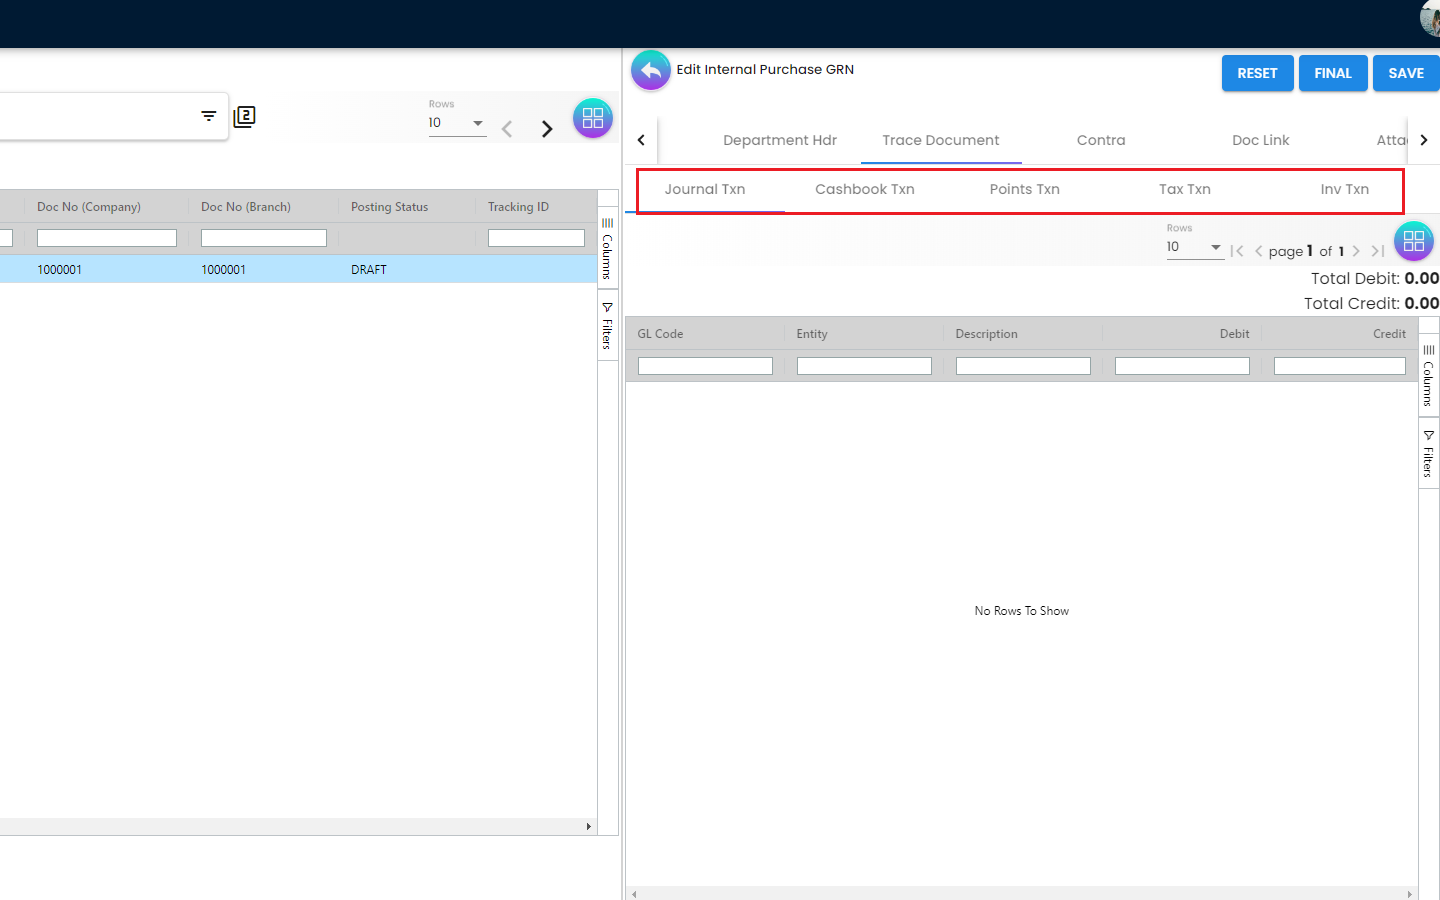 Edit Internal Purchase GRN
RESET
FINAL
SAVE
2
Rows
10
Department Hdr
Trace Document
Contra
Doc Link
Journal Txn
Cashbook Txn
Points Txn
Tax Txn
Inv Txn
Doc No (Company)
Doc No (Branch)
Posting Status
Tracking ID
1000001
1000001
DRAFT
Columns
Filters
Rows
10
page 1 of 1
Total Debit: 0.00
Total Credit: 0.00
GL Code
Entity
Description
Debit
Credit
Columns
Filters
No Rows To Show